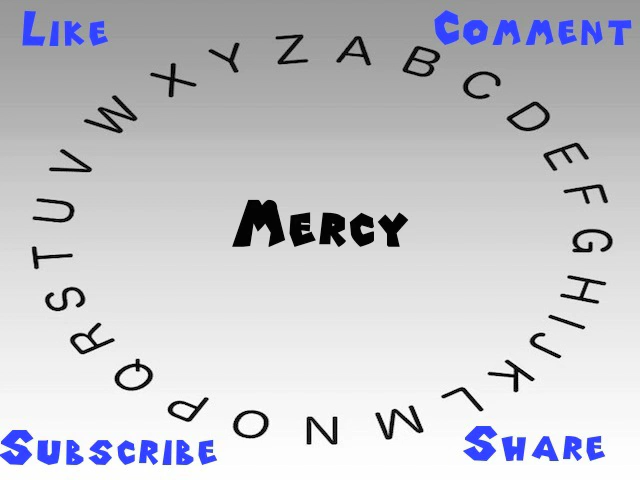 Like
Comment
A B C D E F G H I J K L M N O P Q R S T U V W X Y Z
Mercy
Subscribe
Share